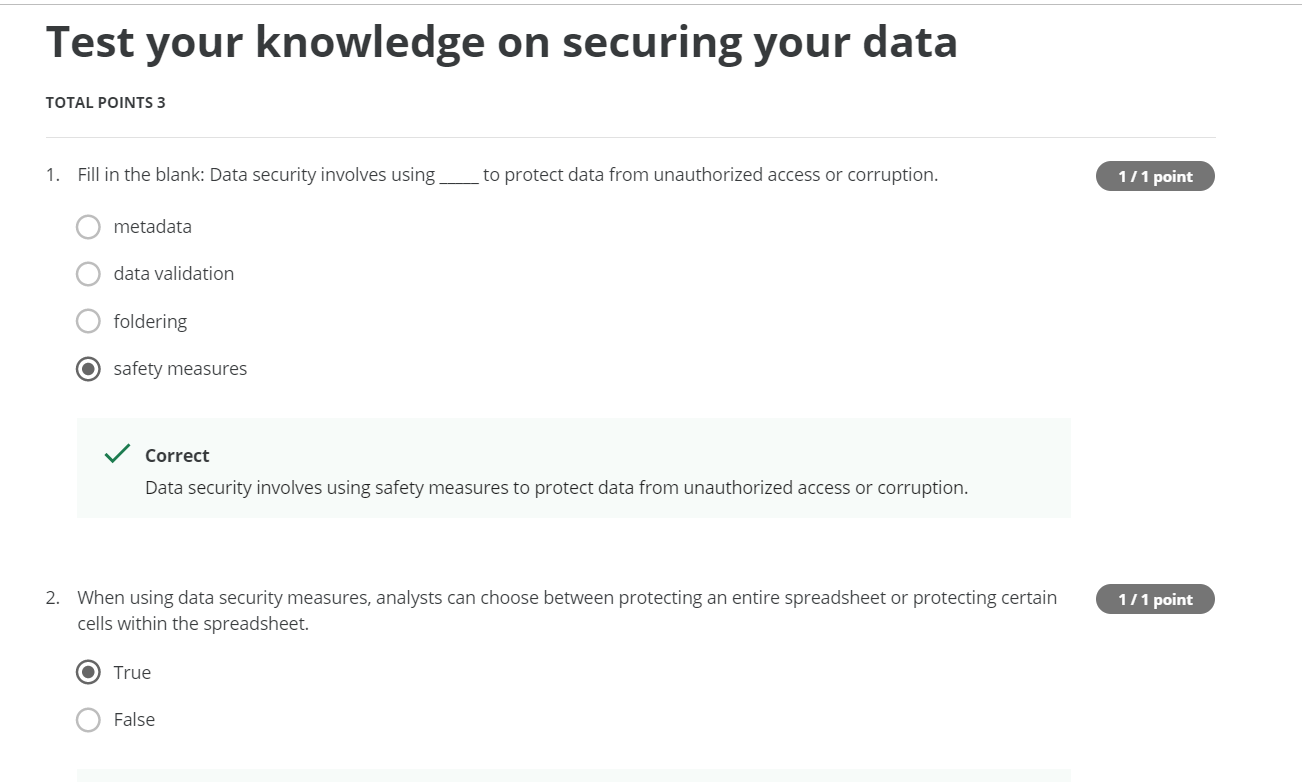 Test your knowledge on securing your data
TOTAL POINTS 3
1. Fill in the blank: Data security involves using _____ to protect data from unauthorized access or corruption.
1 / 1 point
metadata
data validation
foldering
safety measures
Correct
Data security involves using safety measures to protect data from unauthorized access or corruption.
2. When using data security measures, analysts can choose between protecting an entire spreadsheet or protecting certain
cells within the spreadsheet.
1 / 1 point
True
False